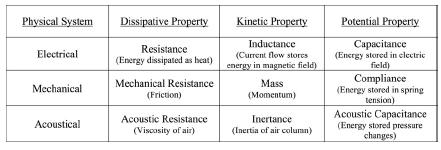 Physical System Dissipative Property Kinetic Property Potential Property
Electrical Resistance Inductance Capacitance
(Energy dissipated as heat) (Current flow stores (Energy stored in electric
energy in magnetic field) field)
Mechanical Mechanical Resistance Mass Compliance
(Friction) (Momentum) (Energy stored in spring
tension)
Acoustical Acoustic Resistance Inertance Acoustic Capacitance
(Viscosity of air) (Inertia of air column) (Energy stored pressure
changes)